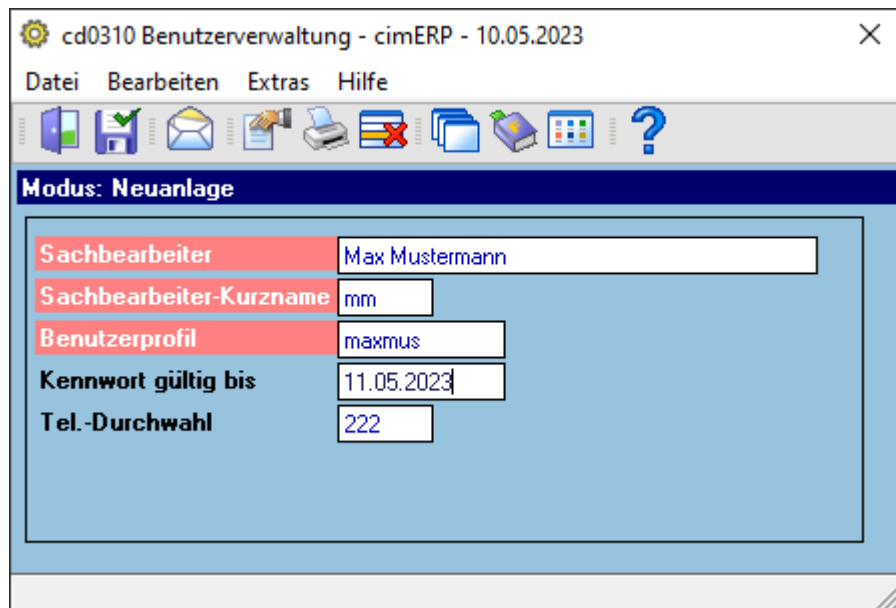 cd0310 Benutzerverwaltung - cimERP - 10.05.2023
Datei Bearbeiten Extras Hilfe
Modus: Neuanlage
Sachbearbeiter Max Mustermann
Sachbearbeiter-Kurzname mm
Benutzerprofil maxmus
Kennwort gültig bis 11.05.2023
Tel.-Durchwahl 222